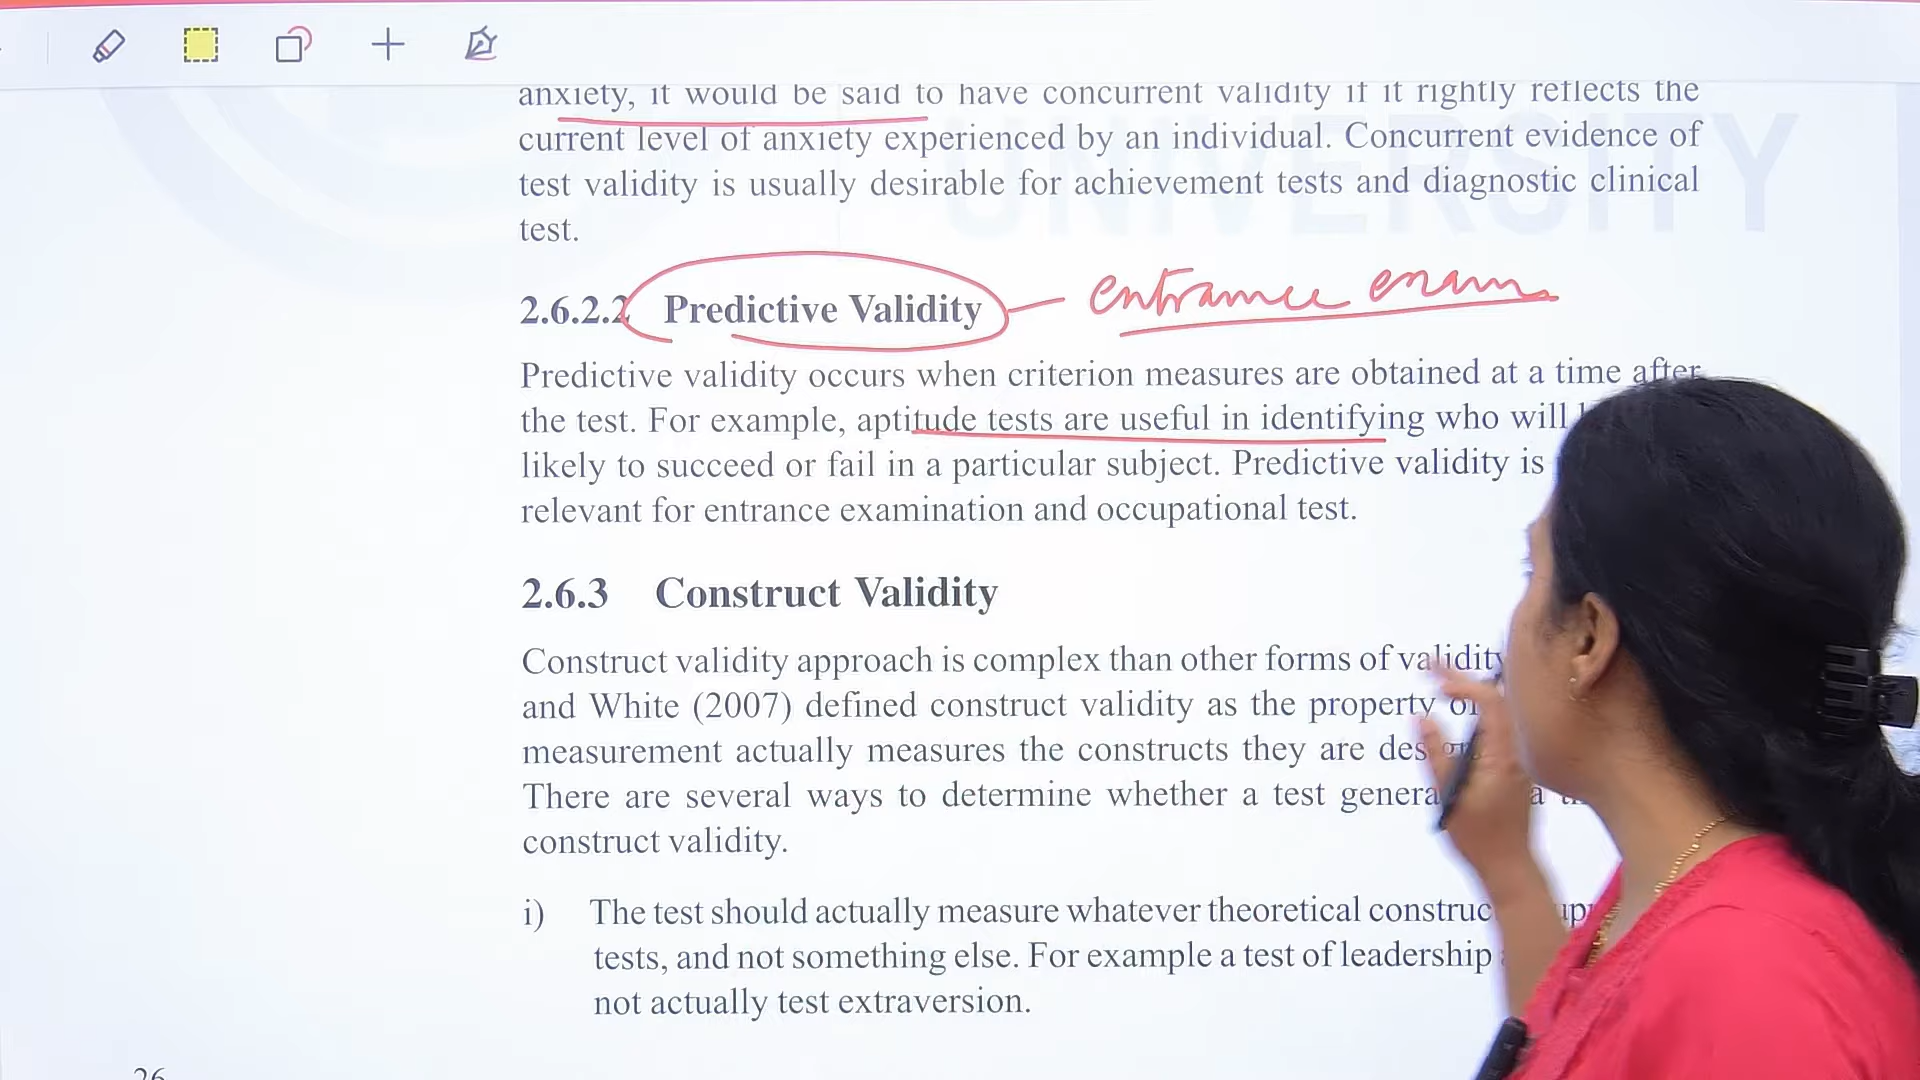 anxiety, it would be said to have concurrent validity if it rightly reflects the
current level of anxiety experienced by an individual. Concurrent evidence of
test validity is usually desirable for achievement tests and diagnostic clinical
test.
2.6.2.2 Predictive Validity entrance exam
Predictive validity occurs when criterion measures are obtained at a time after
the test. For example, aptitude tests are useful in identifying who will
likely to succeed or fail in a particular subject. Predictive validity is
relevant for entrance examination and occupational test.
2.6.3 Construct Validity
Construct validity approach is complex than other forms of validity
and White (2007) defined construct validity as the property
measurement actually measures the constructs they are
There are several ways to determine whether a test
construct validity.
i) The test should actually measure whatever theoretical
tests, and not something else. For example a test of leadership
not actually test extraversion.
26
UNIVERSITY